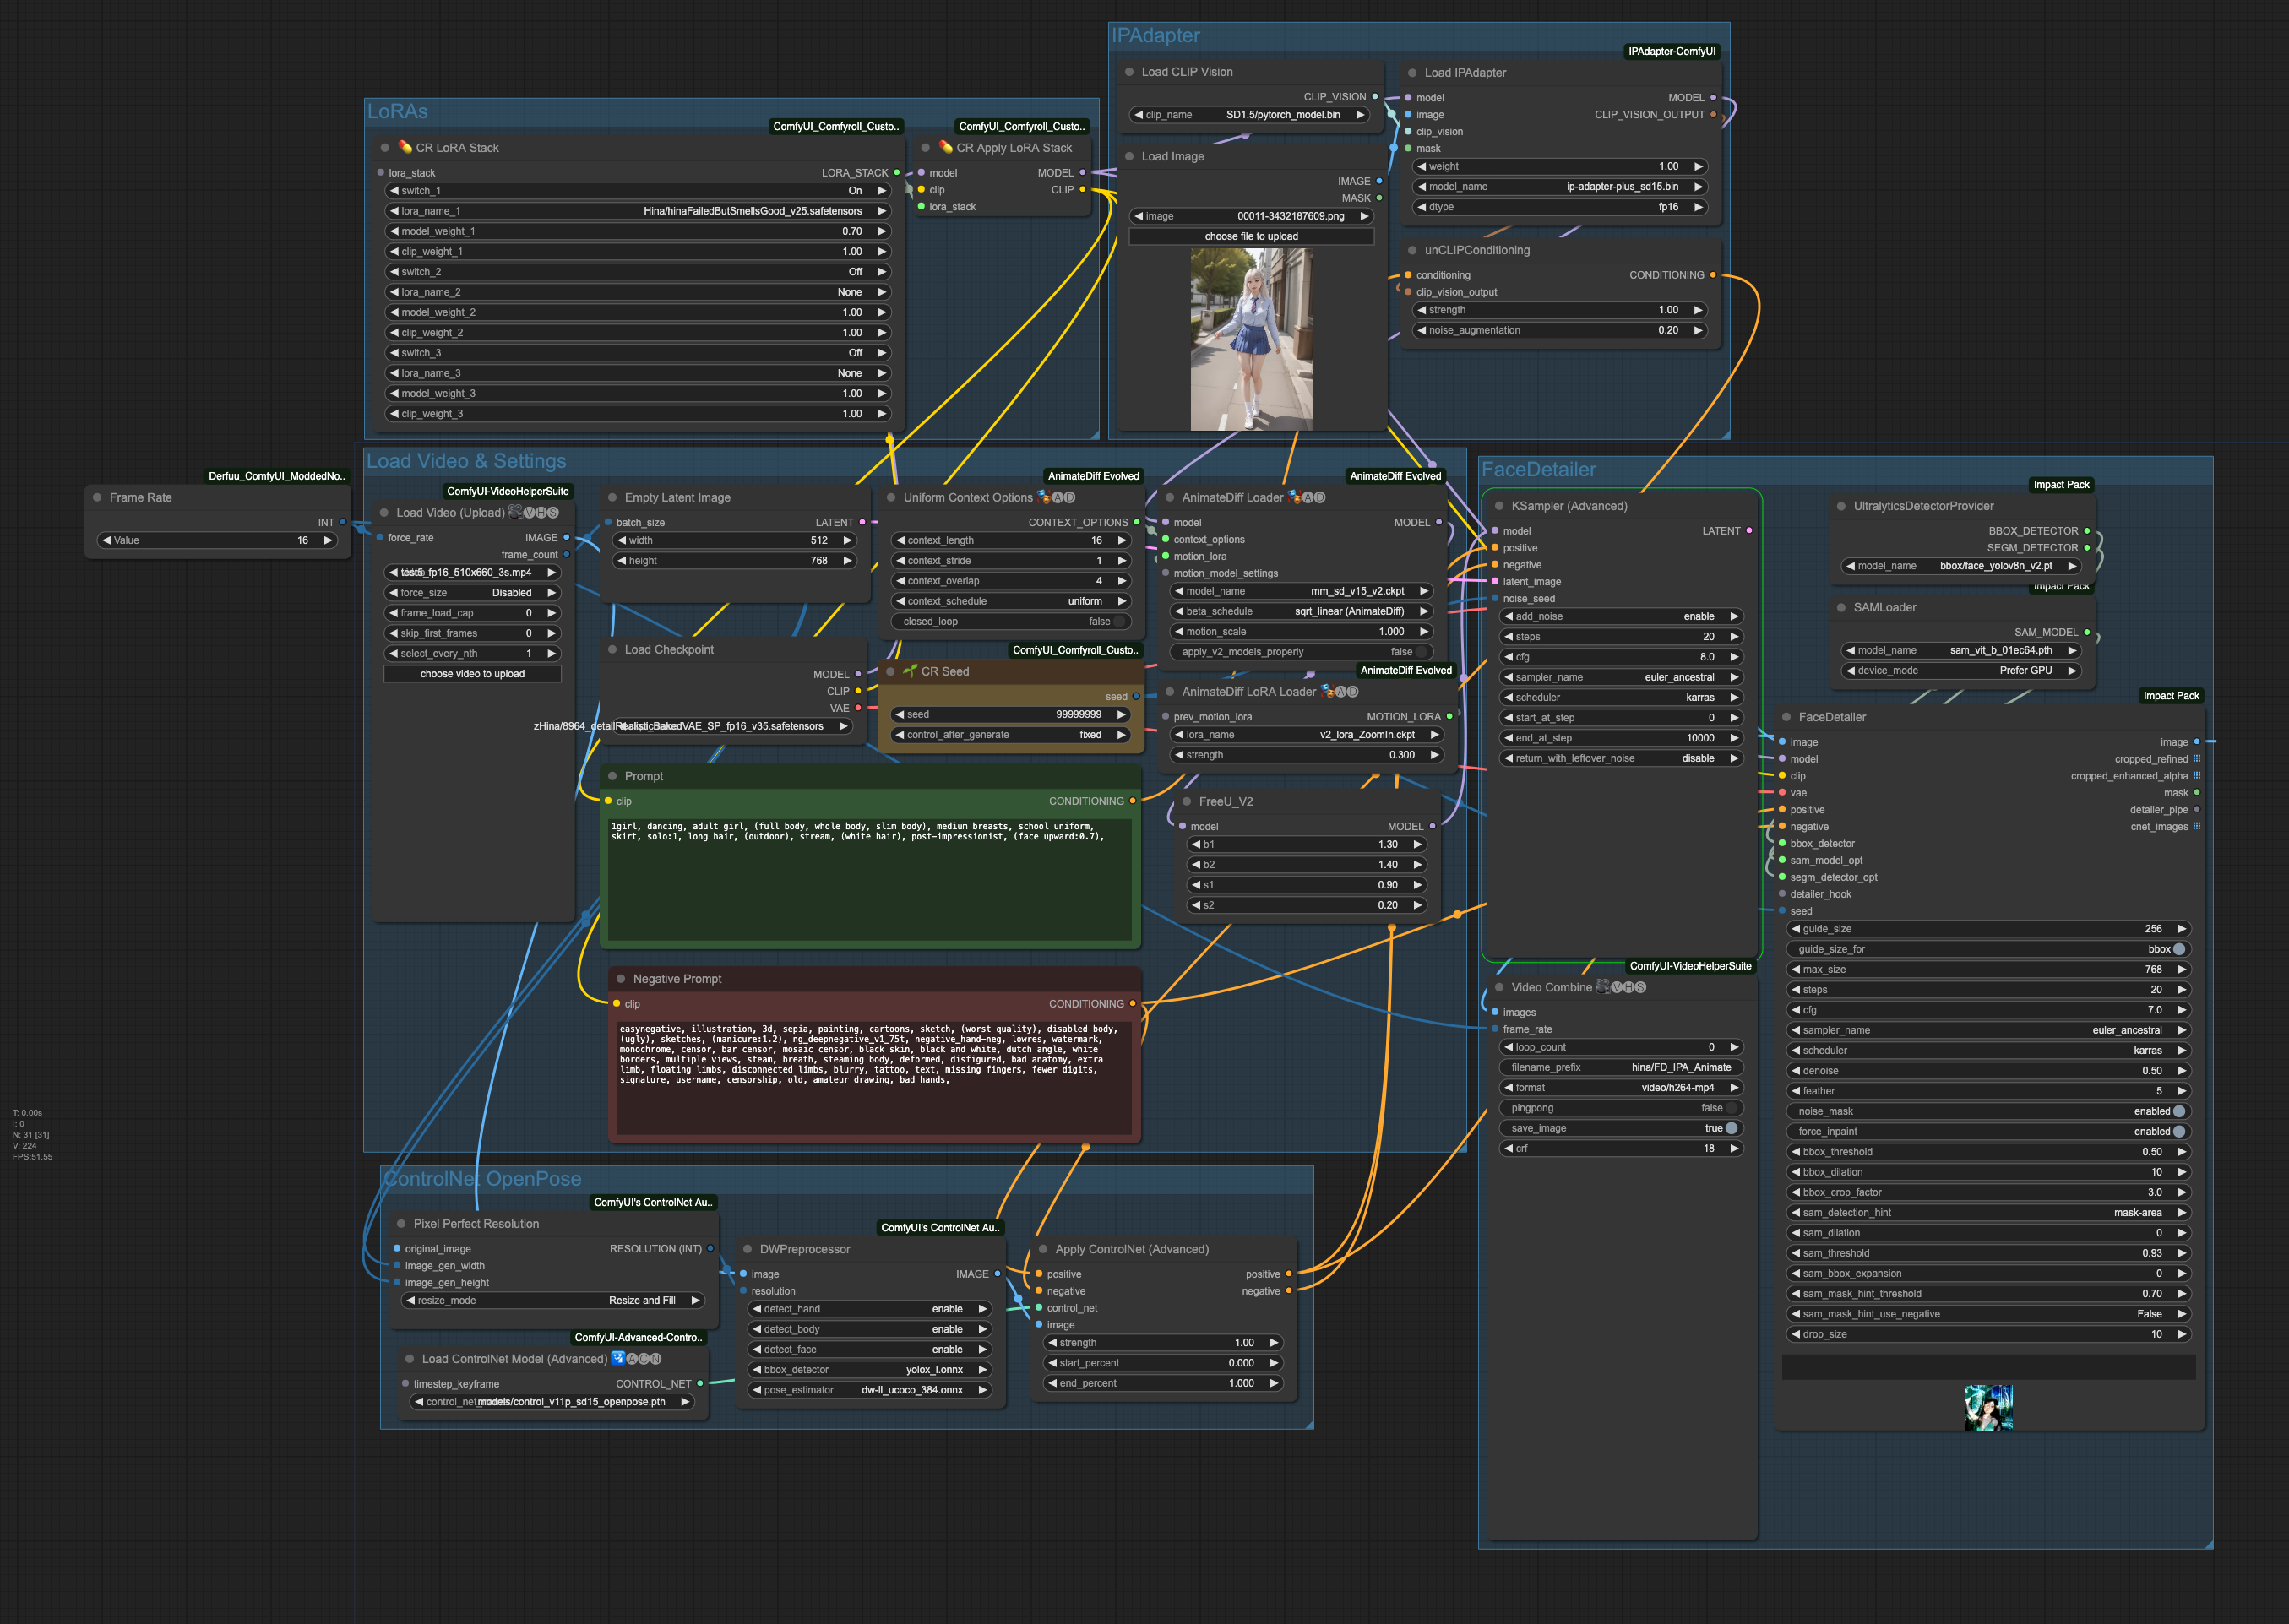 IPAdapter
IPAdapter-ComfyUI
Load CLIP Vision
CLIP_VISION
clip_name SD1.5/pytorch_model.bin
Load IPAdapter
model MODEL
image CLIP_VISION_OUTPUT
clip_vision
mask
weight 1.00
model_name ip-adapter-plus_sd15.bin
dtype fp16
Load Image
IMAGE
MASK
image 00011-3432187609.png
choose file to upload
unCLIPConditioning
conditioning CONDITIONING
clip_vision_output
strength 1.00
noise_augmentation 0.20
LoRAs
ComfyUI_Comfyroll_Custo..
CR LoRA Stack
lora_stack LORA_STACK
switch_1 On
lora_name_1 Hina/hinaFailedButSmellsGood_v25.safetensors
model_weight_1 0.70
clip_weight_1 1.00
switch_2 Off
lora_name_2 None
model_weight_2 1.00
clip_weight_2 1.00
switch_3 Off
lora_name_3 None
model_weight_3 1.00
clip_weight_3 1.00
ComfyUI_Comfyroll_Custo..
CR Apply LoRA Stack
model MODEL
clip CLIP
lora_stack
Derfuu_ComfyUI_ModdedNo..
Frame Rate
INT
Value 16
Load Video & Settings
ComfyUI-VideoHelperSuite
Load Video (Upload) VHS
force_rate IMAGE
frame_count
test5_fp16_510x660_3s.mp4
force_size Disabled
frame_load_cap 0
skip_first_frames 0
select_every_nth 1
choose video to upload
Empty Latent Image
batch_size LATENT
width 512
height 768
Load Checkpoint
MODEL
CLIP
VAE
BakedVAE_SP_fp16_v35.safetensors
AnimateDiff Evolved
Uniform Context Options AD
CONTEXT_OPTIONS
context_length 16
context_stride 1
context_overlap 4
context_schedule uniform
closed_loop false
ComfyUI_Comfyroll_Custo..
CR Seed
seed
seed 99999999
control_after_generate fixed
AnimateDiff Evolved
AnimateDiff Loader AD
model MODEL
context_options
motion_lora
motion_model_settings
model_name mm_sd_v15_v2.ckpt
beta_schedule sqrt_linear (AnimateDiff)
motion_scale 1.000
apply_v2_models_properly false
AnimateDiff Evolved
AnimateDiff LoRA Loader AD
prev_motion_lora MOTION_LORA
lora_name v2_lora_ZoomIn.ckpt
strength 0.300
FreeU_V2
model MODEL
b1 1.30
b2 1.40
s1 0.90
s2 0.20
Prompt
clip CONDITIONING
1girl, dancing, adult girl, (full body, whole body, slim body), medium breasts, school uniform,
skirt, solo:1, long hair, (outdoor), stream, (white hair), post-impressionist, (face upward:0.7),
Negative Prompt
clip CONDITIONING
easynegative, illustration, 3d, sepia, painting, cartoons, sketch, (worst quality), disabled body,
(ugly), sketches, (manicure:1.2), ng_deepnegative_v1_75t, negative_hand-neg, lowres, watermark,
monochrome, censor, bar censor, mosaic censor, black skin, black and white, dutch angle, white
borders, multiple views, steam, breath, steaming body, deformed, disfigured, bad anatomy, extra
limb, floating limbs, disconnected limbs, blurry, tattoo, text, missing fingers, fewer digits,
signature, username, censorship, old, amateur drawing, bad hands,
T: 0.00s
I: 0
N: 31 [31]
V: 224
FPS:51.55
ControlNet OpenPose
ComfyUI's ControlNet Au..
Pixel Perfect Resolution
original_image RESOLUTION (INT)
image_gen_width
image_gen_height
resize_mode Resize and Fill
ComfyUI-Advanced-Contro..
Load ControlNet Model (Advanced) ACN
timestep_keyframe CONTROL_NET
models/control_v11p_sd15_openpose.pth
ComfyUI's ControlNet Au..
DWPreprocessor
image IMAGE
resolution
detect_hand enable
detect_body enable
detect_face enable
bbox_detector yolox_l.onnx
pose_estimator dw-ll_ucoco_384.onnx
Apply ControlNet (Advanced)
positive positive
negative negative
control_net
image
strength 1.00
start_percent 0.000
end_percent 1.000
FaceDetailer
KSampler (Advanced)
model LATENT
positive
negative
latent_image
noise_seed
add_noise enable
steps 20
cfg 8.0
sampler_name euler_ancestral
scheduler karras
start_at_step 0
end_at_step 10000
return_with_leftover_noise disable
ComfyUI-VideoHelperSuite
Video Combine VHS
images
frame_rate
loop_count 0
filename_prefix hina/FD_IPA_Animate
format video/h264-mp4
pingpong false
save_image true
crf 18
Impact Pack
UltralyticsDetectorProvider
BBOX_DETECTOR
SEGM_DETECTOR
model_name bbox/face_yolov8n_v2.pt
Impact Pack
SAMLoader
SAM_MODEL
model_name sam_vit_b_01ec64.pth
device_mode Prefer GPU
Impact Pack
FaceDetailer
image image
model cropped_refined
clip cropped_enhanced_alpha
vae mask
positive detailer_pipe
negative cnet_images
bbox_detector
sam_model_opt
segm_detector_opt
detailer_hook
seed
guide_size 256
guide_size_for bbox
max_size 768
steps 20
cfg 7.0
sampler_name euler_ancestral
scheduler karras
denoise 0.50
feather 5
noise_mask enabled
force_inpaint enabled
bbox_threshold 0.50
bbox_dilation 10
bbox_crop_factor 3.0
sam_detection_hint mask-area
sam_dilation 0
sam_threshold 0.93
sam_bbox_expansion 0
sam_mask_hint_threshold 0.70
sam_mask_hint_use_negative False
drop_size 10